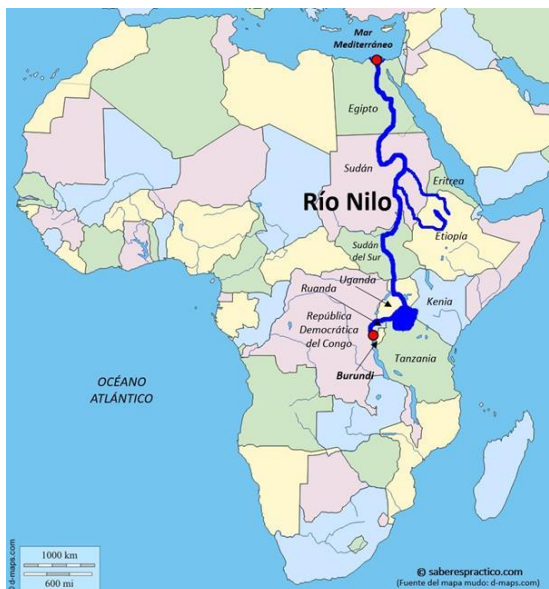 Mar
Mediterráneo
Egipto
Sudán
Eritrea
Río Nilo
Etiopía
Sudán
del Sur
Uganda
Ruanda
Kenia
República
Democrática
del Congo
Tanzania
Burundi
OCÉANO
ATLÁNTICO
1000 km
600 mi
© d-maps.com
© saberespractico.com
(Fuente del mapa mudo: d-maps.com)